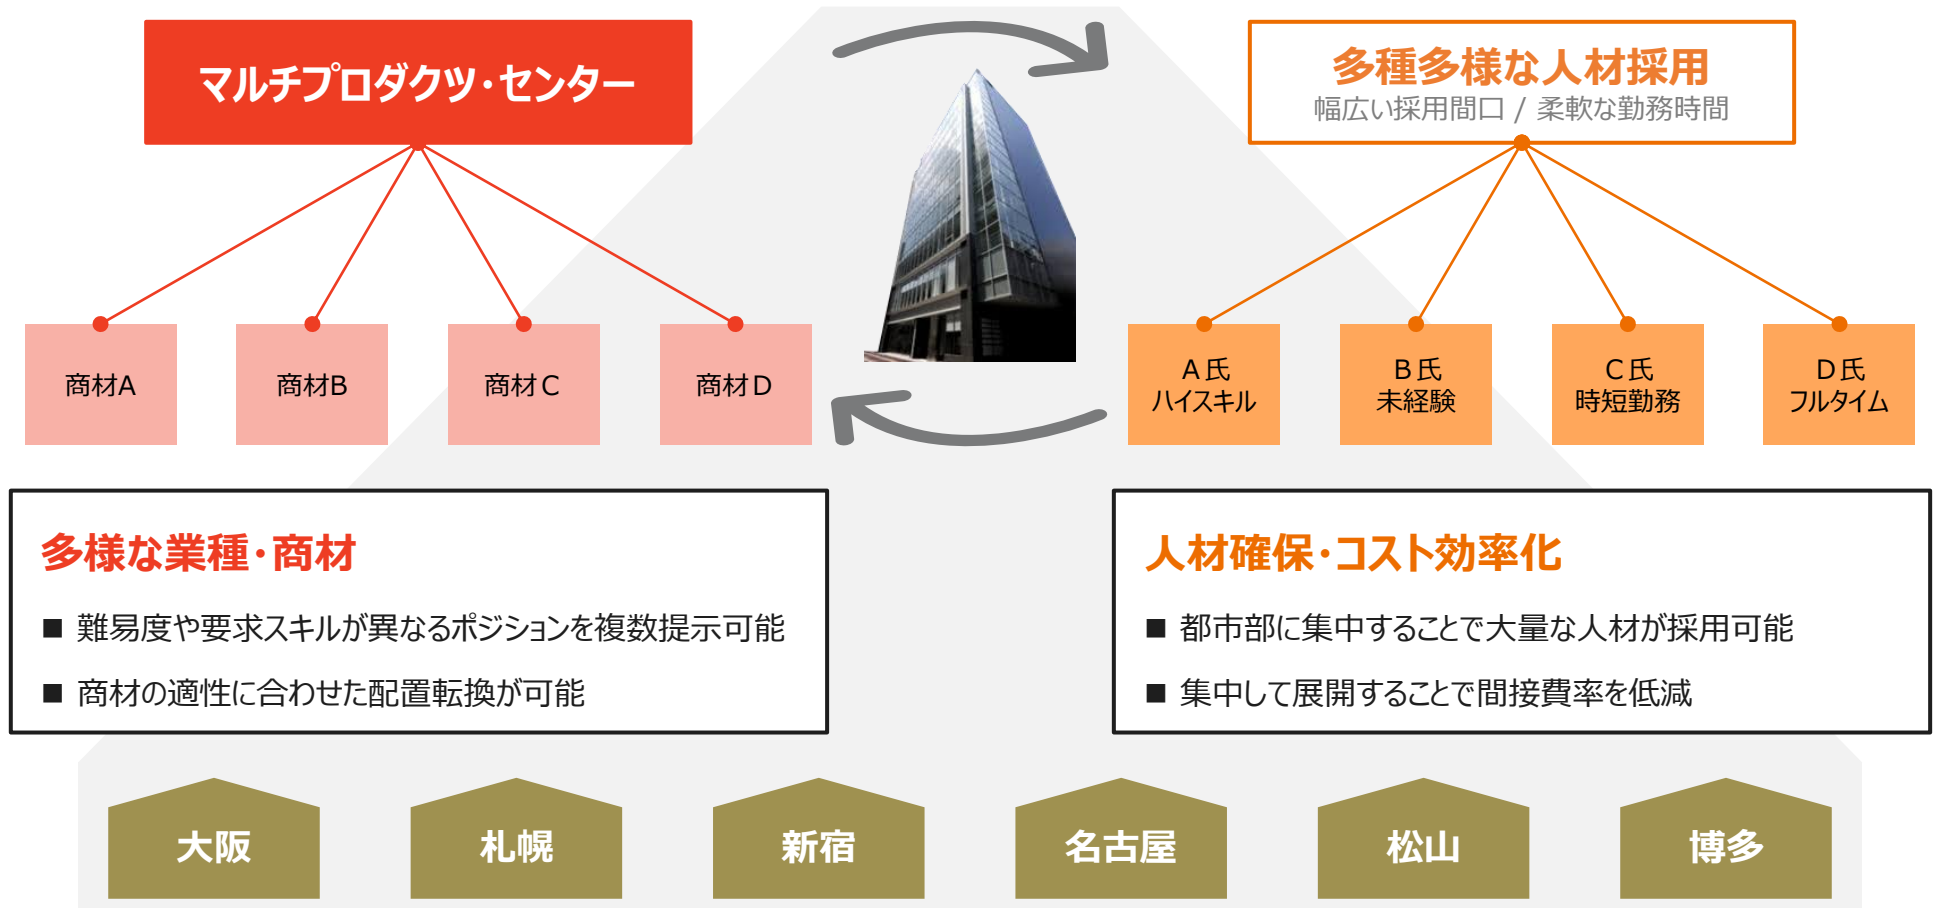 マルチプロダクツ・センター
多種多様な人材採用
幅広い採用間口 / 柔軟な勤務時間
商材A
商材B
商材C
商材D
A氏
ハイスキル
B氏
未経験
C氏
時短勤務
D氏
フルタイム
多様な業種・商材
■ 難易度や要求スキルが異なるポジションを複数提示可能
■ 商材の適性に合わせた配置転換が可能
人材確保・コスト効率化
■ 都市部に集中することで大量な人材が採用可能
■ 集中して展開することで間接費率を低減
大阪
札幌
新宿
名古屋
松山
博多